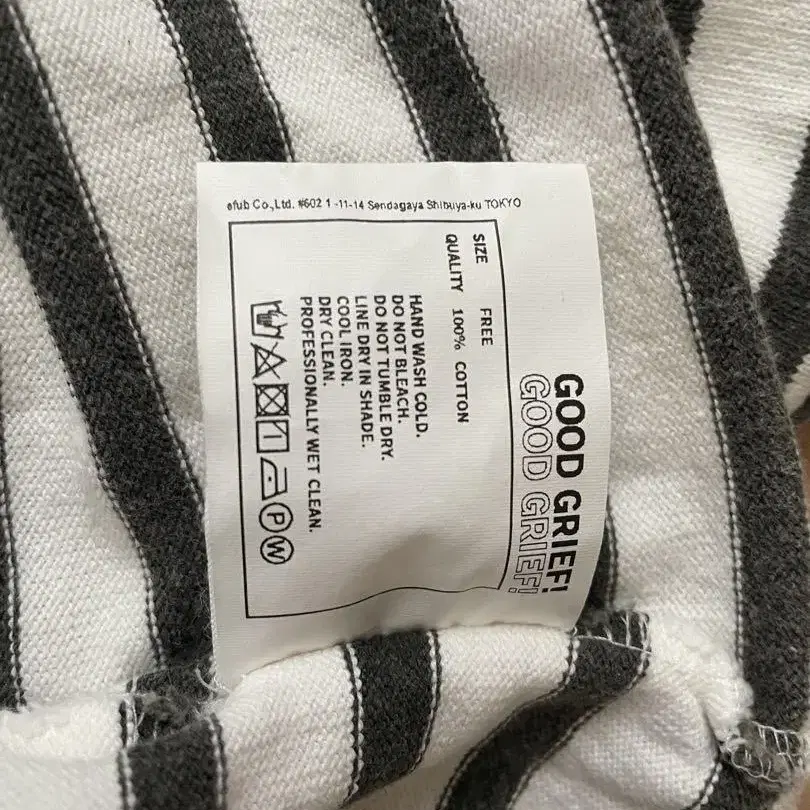 efub Co.,Ltd. #602 1-11-14 Sendagaya Shibuya-ku TOKYO
GOOD GRIEF!
GOOD GRIEF!
SIZE FREE
QUALITY 100% COTTON
HAND WASH COLD.
DO NOT BLEACH.
DO NOT TUMBLE DRY.
LINE DRY IN SHADE.
COOL IRON.
DRY CLEAN.
PROFESSIONALLY WET CLEAN.
P W